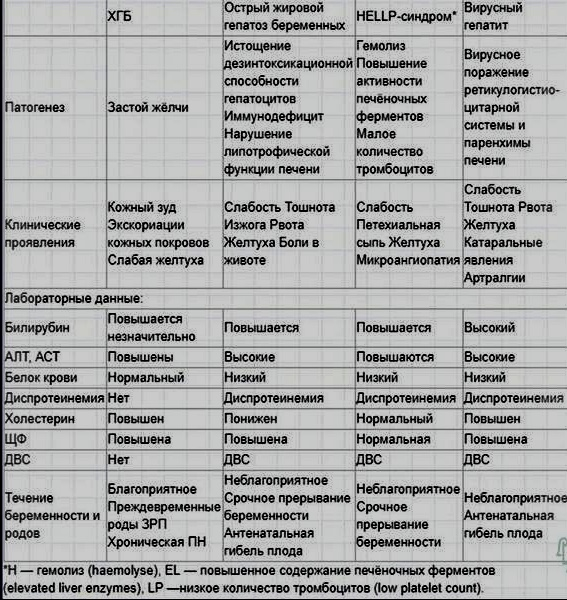 ХГБ
Острый жировой
гепатоз беременных
HELLP-синдром*
Вирусный
гепатит
Патогенез
Застой жёлчи
Истощение
дезинтоксикационной
способности
гепатоцитов
Иммунодефицит
Нарушение
липотрофической
функции печени
Гемолиз
Повышение
активности
печёночных
ферментов
Малое
количество
тромбоцитов
Вирусное
поражение
ретикулогистио-
цитарной
системы и
паренхимы
печени
Клинические
проявления
Кожный зуд
Экскориации
кожных покровов
Слабая желтуха
Слабость Тошнота
Изжога Рвота
Желтуха Боли в
животе
Слабость
Петехиальная
сыпь Желтуха
Микроангиопатия
Слабость
Тошнота Рвота
Желтуха
Катаральные
явления
Артралгии
Лабораторные данные:
Билирубин
Повышается
незначительно
Повышается
Повышается
Высокий
АЛТ, АСТ
Повышены
Высокие
Повышаются
Высокие
Белок крови
Нормальный
Низкий
Низкий
Низкий
Диспротеинемия
Нет
Диспротеинемия
Диспротеинемия
Диспротеинемия
Холестерин
Повышен
Понижен
Нормальный
Повышен
ЩФ
Повышена
Повышена
Нормальная
Повышена
ДВС
Нет
ДВС
ДВС
ДВС
Течение
беременности и
родов
Благоприятное
Преждевременные
роды ЗРП
Хроническая ПН
Неблагоприятное
Срочное прерывание
беременности
Антенатальная
гибель плода
Неблагоприятное
Срочное
прерывание
беременности
Неблагоприятное
Антенатальная
гибель плода
*H — гемолиз (haemolyse), EL — повышенное содержание печёночных ферментов
(elevated liver enzymes), LP —низкое количество тромбоцитов (low platelet count).